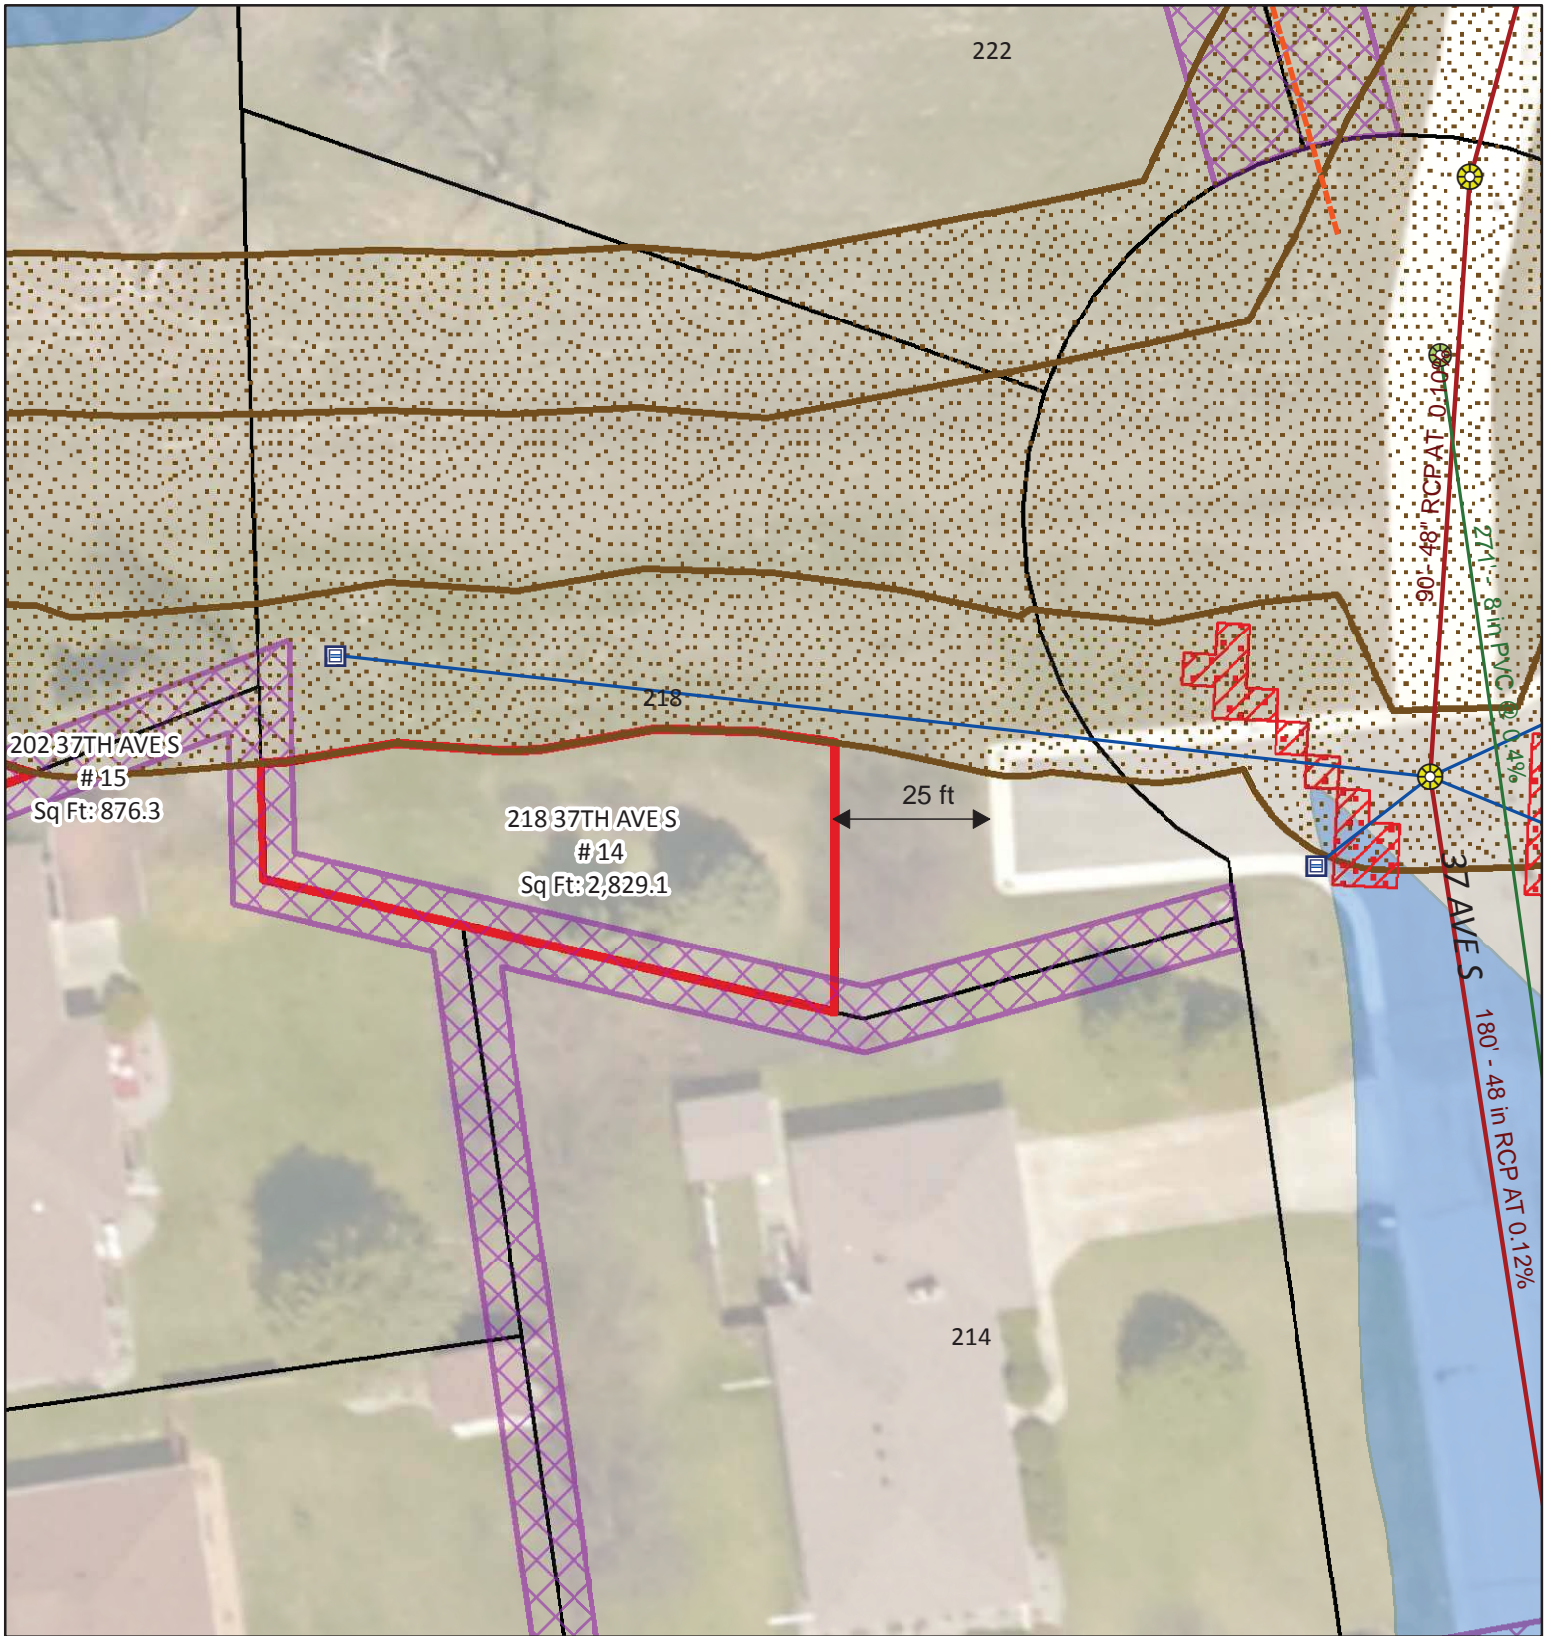 222
90'- 48" RCP AT 0.10%
271' - 8 in PVC @ 0.4%
218
202 37TH AVE S
# 15
Sq Ft: 876.3
218 37TH AVE S
# 14
Sq Ft: 2,829.1
25 ft
37 AVE S
180' - 48 in RCP AT 0.12%
214